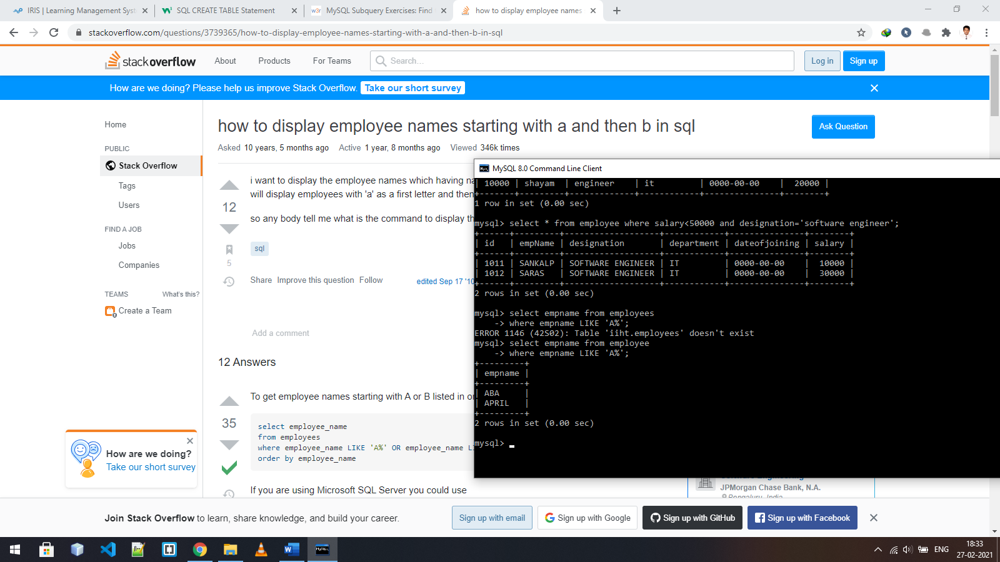 IRIS | Learning Management Syst
SQL CREATE TABLE Statement
w3r MySQL Subquery Exercises: Find
how to display employee names
stackoverflow.com/questions/3739365/how-to-display-employee-names-starting-with-a-and-then-b-in-sql
stack overflow
About
Products
For Teams
Search...
Log in
Sign up
How are we doing? Please help us improve Stack Overflow. Take our short survey
Home
PUBLIC
Stack Overflow
Tags
Users
FIND A JOB
Jobs
Companies
TEAMS What's this?
Create a Team
how to display employee names starting with a and then b in sql
Ask Question
Asked 10 years, 5 months ago Active 1 year, 8 months ago Viewed 346k times
i want to display the employee names which having na
will display employees with 'a' as a first letter and then
so any body tell me what is the command to display th
12
5
sql
Share Improve this question Follow
edited Sep 17 '10
Add a comment
12 Answers
To get employee names starting with A or B listed in or
35
select employee_name
from employees
where employee_name LIKE 'A%' OR employee_name LI
order by employee_name
If you are using Microsoft SQL Server you could use
MySQL 8.0 Command Line Client
| 10000 | shayam | engineer | it | 0000-00-00 | 20000 |
+-------+---------+-------------+------------+---------------+--------+
1 row in set (0.00 sec)
mysql> select * from employee where salary<50000 and designation='software engineer';
+------+---------+-------------------+------------+---------------+--------+
| id | empName | designation | department | dateofjoining | salary |
+------+---------+-------------------+------------+---------------+--------+
| 1011 | SANKALP | SOFTWARE ENGINEER | IT | 0000-00-00 | 10000 |
| 1012 | SARAS | SOFTWARE ENGINEER | IT | 0000-00-00 | 30000 |
+------+---------+-------------------+------------+---------------+--------+
2 rows in set (0.00 sec)
mysql> select empname from employees
-> where empname LIKE 'A%';
ERROR 1146 (42S02): Table 'iiht.employees' doesn't exist
mysql> select empname from employee
-> where empname LIKE 'A%';
+---------+
| empname |
+---------+
| ABA |
| APRIL |
+---------+
2 rows in set (0.00 sec)
mysql>
How are we doing?
Take our short survey
Software Engineering
JPMorgan Chase Bank, N.A.
Bengaluru, India
Join Stack Overflow to learn, share knowledge, and build your career.
Sign up with email
Sign up with Google
Sign up with GitHub
Sign up with Facebook
ENG
18:33
27-02-2021